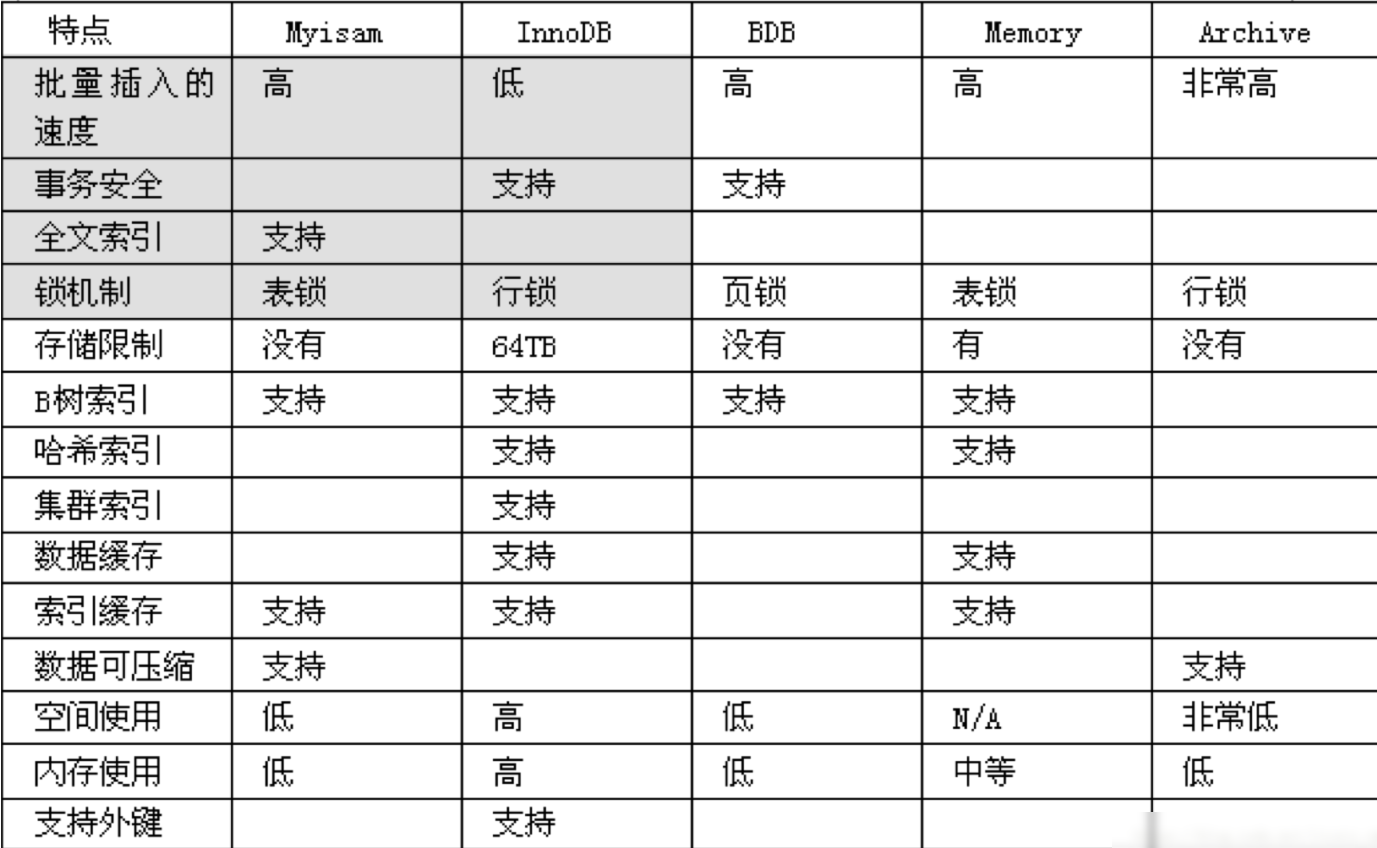 特点 Myisam InnoDB BDB Memory Archive
批量插入的 高 低 高 高 非常高
速度
事务安全 支持 支持
全文索引 支持
锁机制 表锁 行锁 页锁 表锁 行锁
存储限制 没有 64TB 没有 有 没有
B树索引 支持 支持 支持 支持
哈希索引 支持 支持
集群索引 支持
数据缓存 支持 支持
索引缓存 支持 支持 支持
数据可压缩 支持 支持
空间使用 低 高 低 N/A 非常低
内存使用 低 高 低 中等 低
支持外键 支持